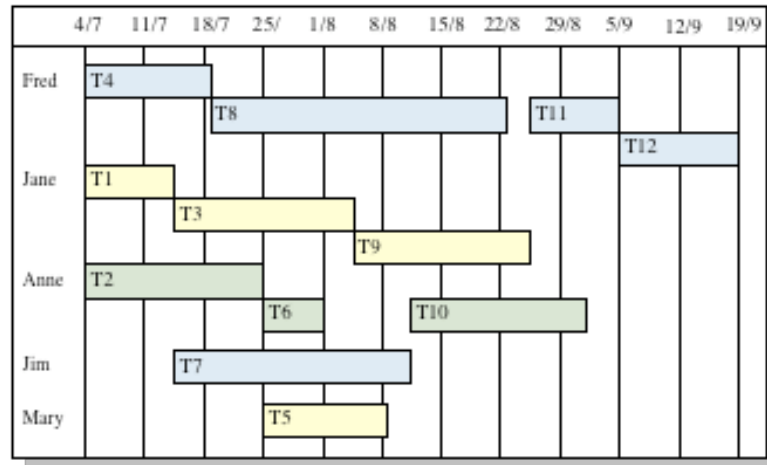 4/7 11/7 18/7 25/ 1/8 8/8 15/8 22/8 29/8 5/9 12/9 19/9
Fred
T4
T8
T11
T12
Jane
T1
T3
T9
Anne
T2
T6
T10
Jim
T7
Mary
T5